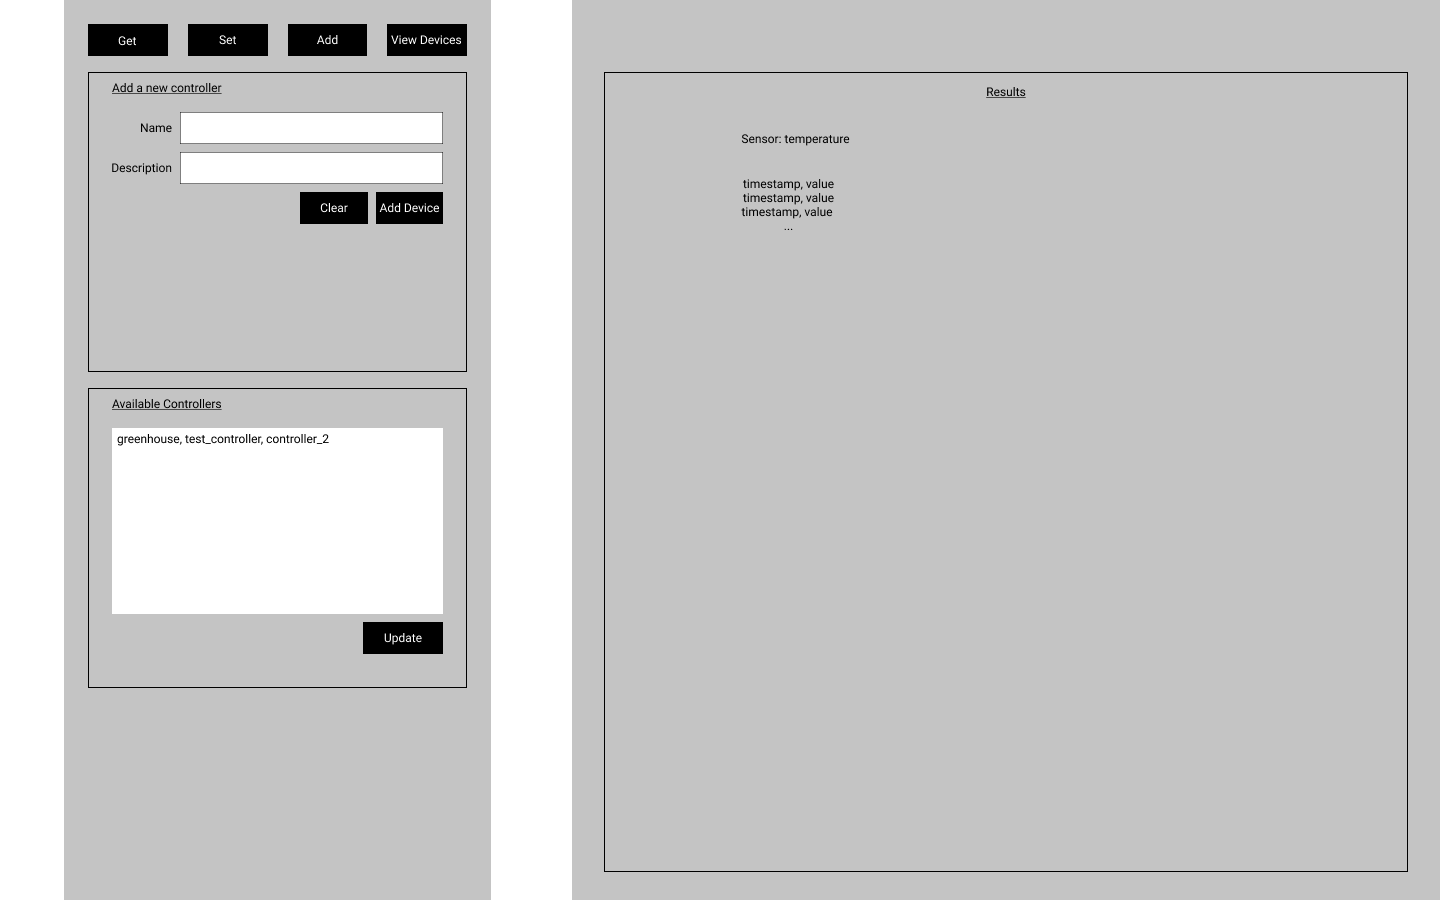 Get
Set
Add
View Devices
Add a new controller
Name
Description
Clear
Add Device
Available Controllers
greenhouse, test_controller, controller_2
Update
Results
Sensor: temperature
timestamp, value
timestamp, value
timestamp, value
...